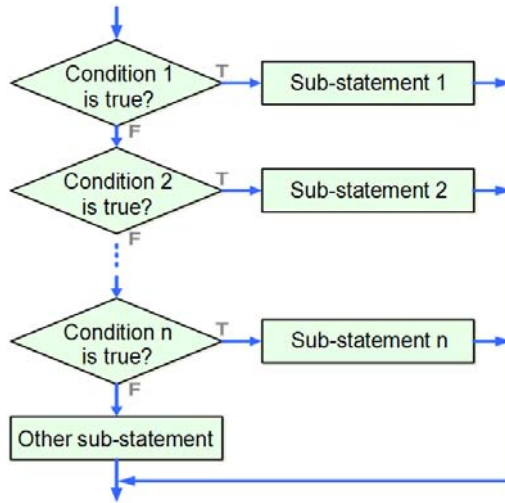 Condition 1
is true?
T
Sub-statement 1
F
Condition 2
is true?
T
Sub-statement 2
F
Condition n
is true?
T
Sub-statement n
F
Other sub-statement